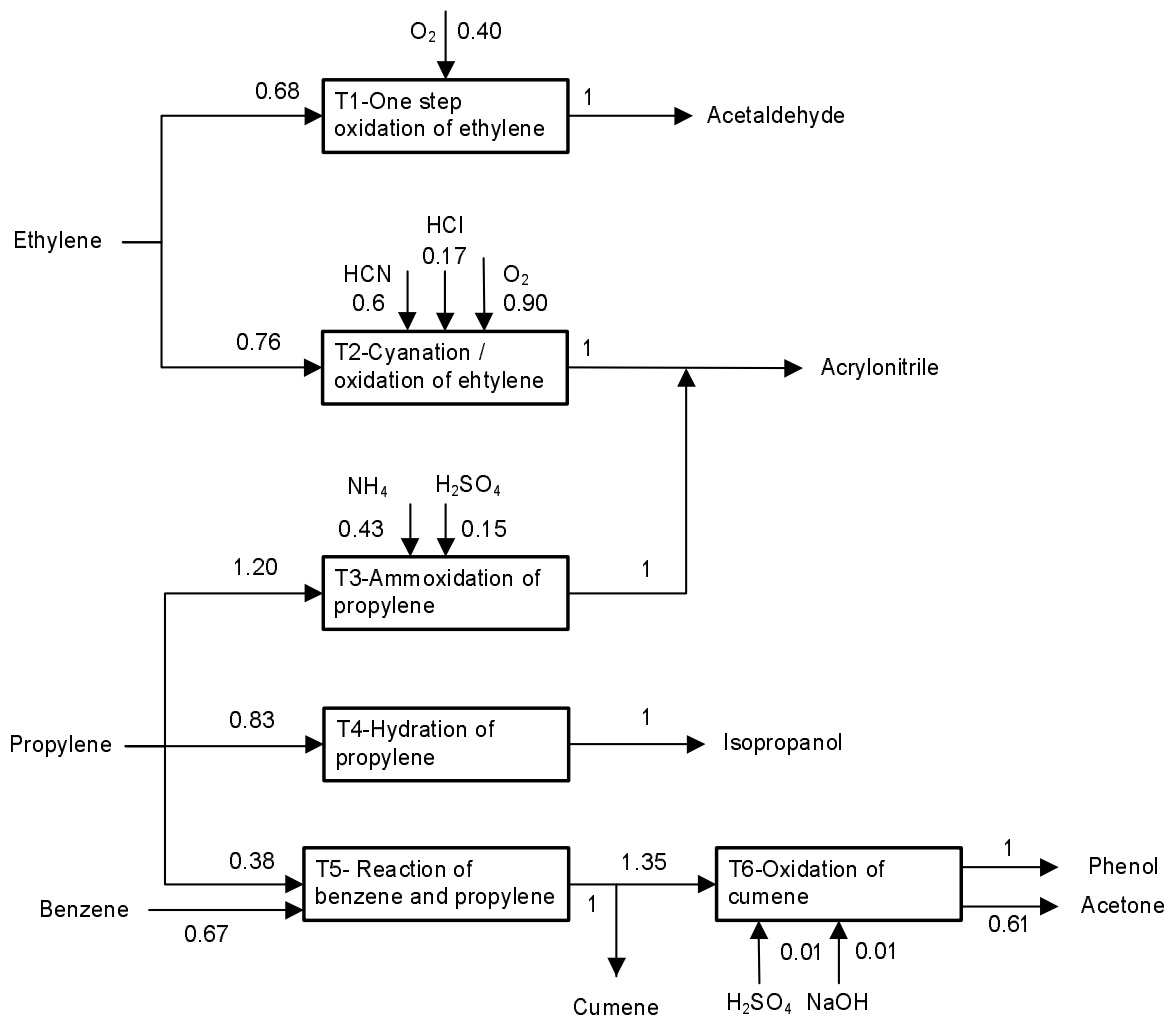 O₂ 0.40
0.68
T1-One step
oxidation of ethylene
1
Acetaldehyde
Ethylene
HCl
0.17
HCN
0.6
O₂
0.90
0.76
T2-Cyanation /
oxidation of ehtylene
1
Acrylonitrile
NH₄
0.43
H₂SO₄
0.15
1.20
T3-Ammoxidation of
propylene
1
Propylene
0.83
T4-Hydration of
propylene
1
Isopropanol
0.38
Benzene
0.67
T5- Reaction of
benzene and propylene
1
1.35
Cumene
T6-Oxidation of
cumene
1
Phenol
Acetone
0.61
0.01
0.01
H₂SO₄ NaOH